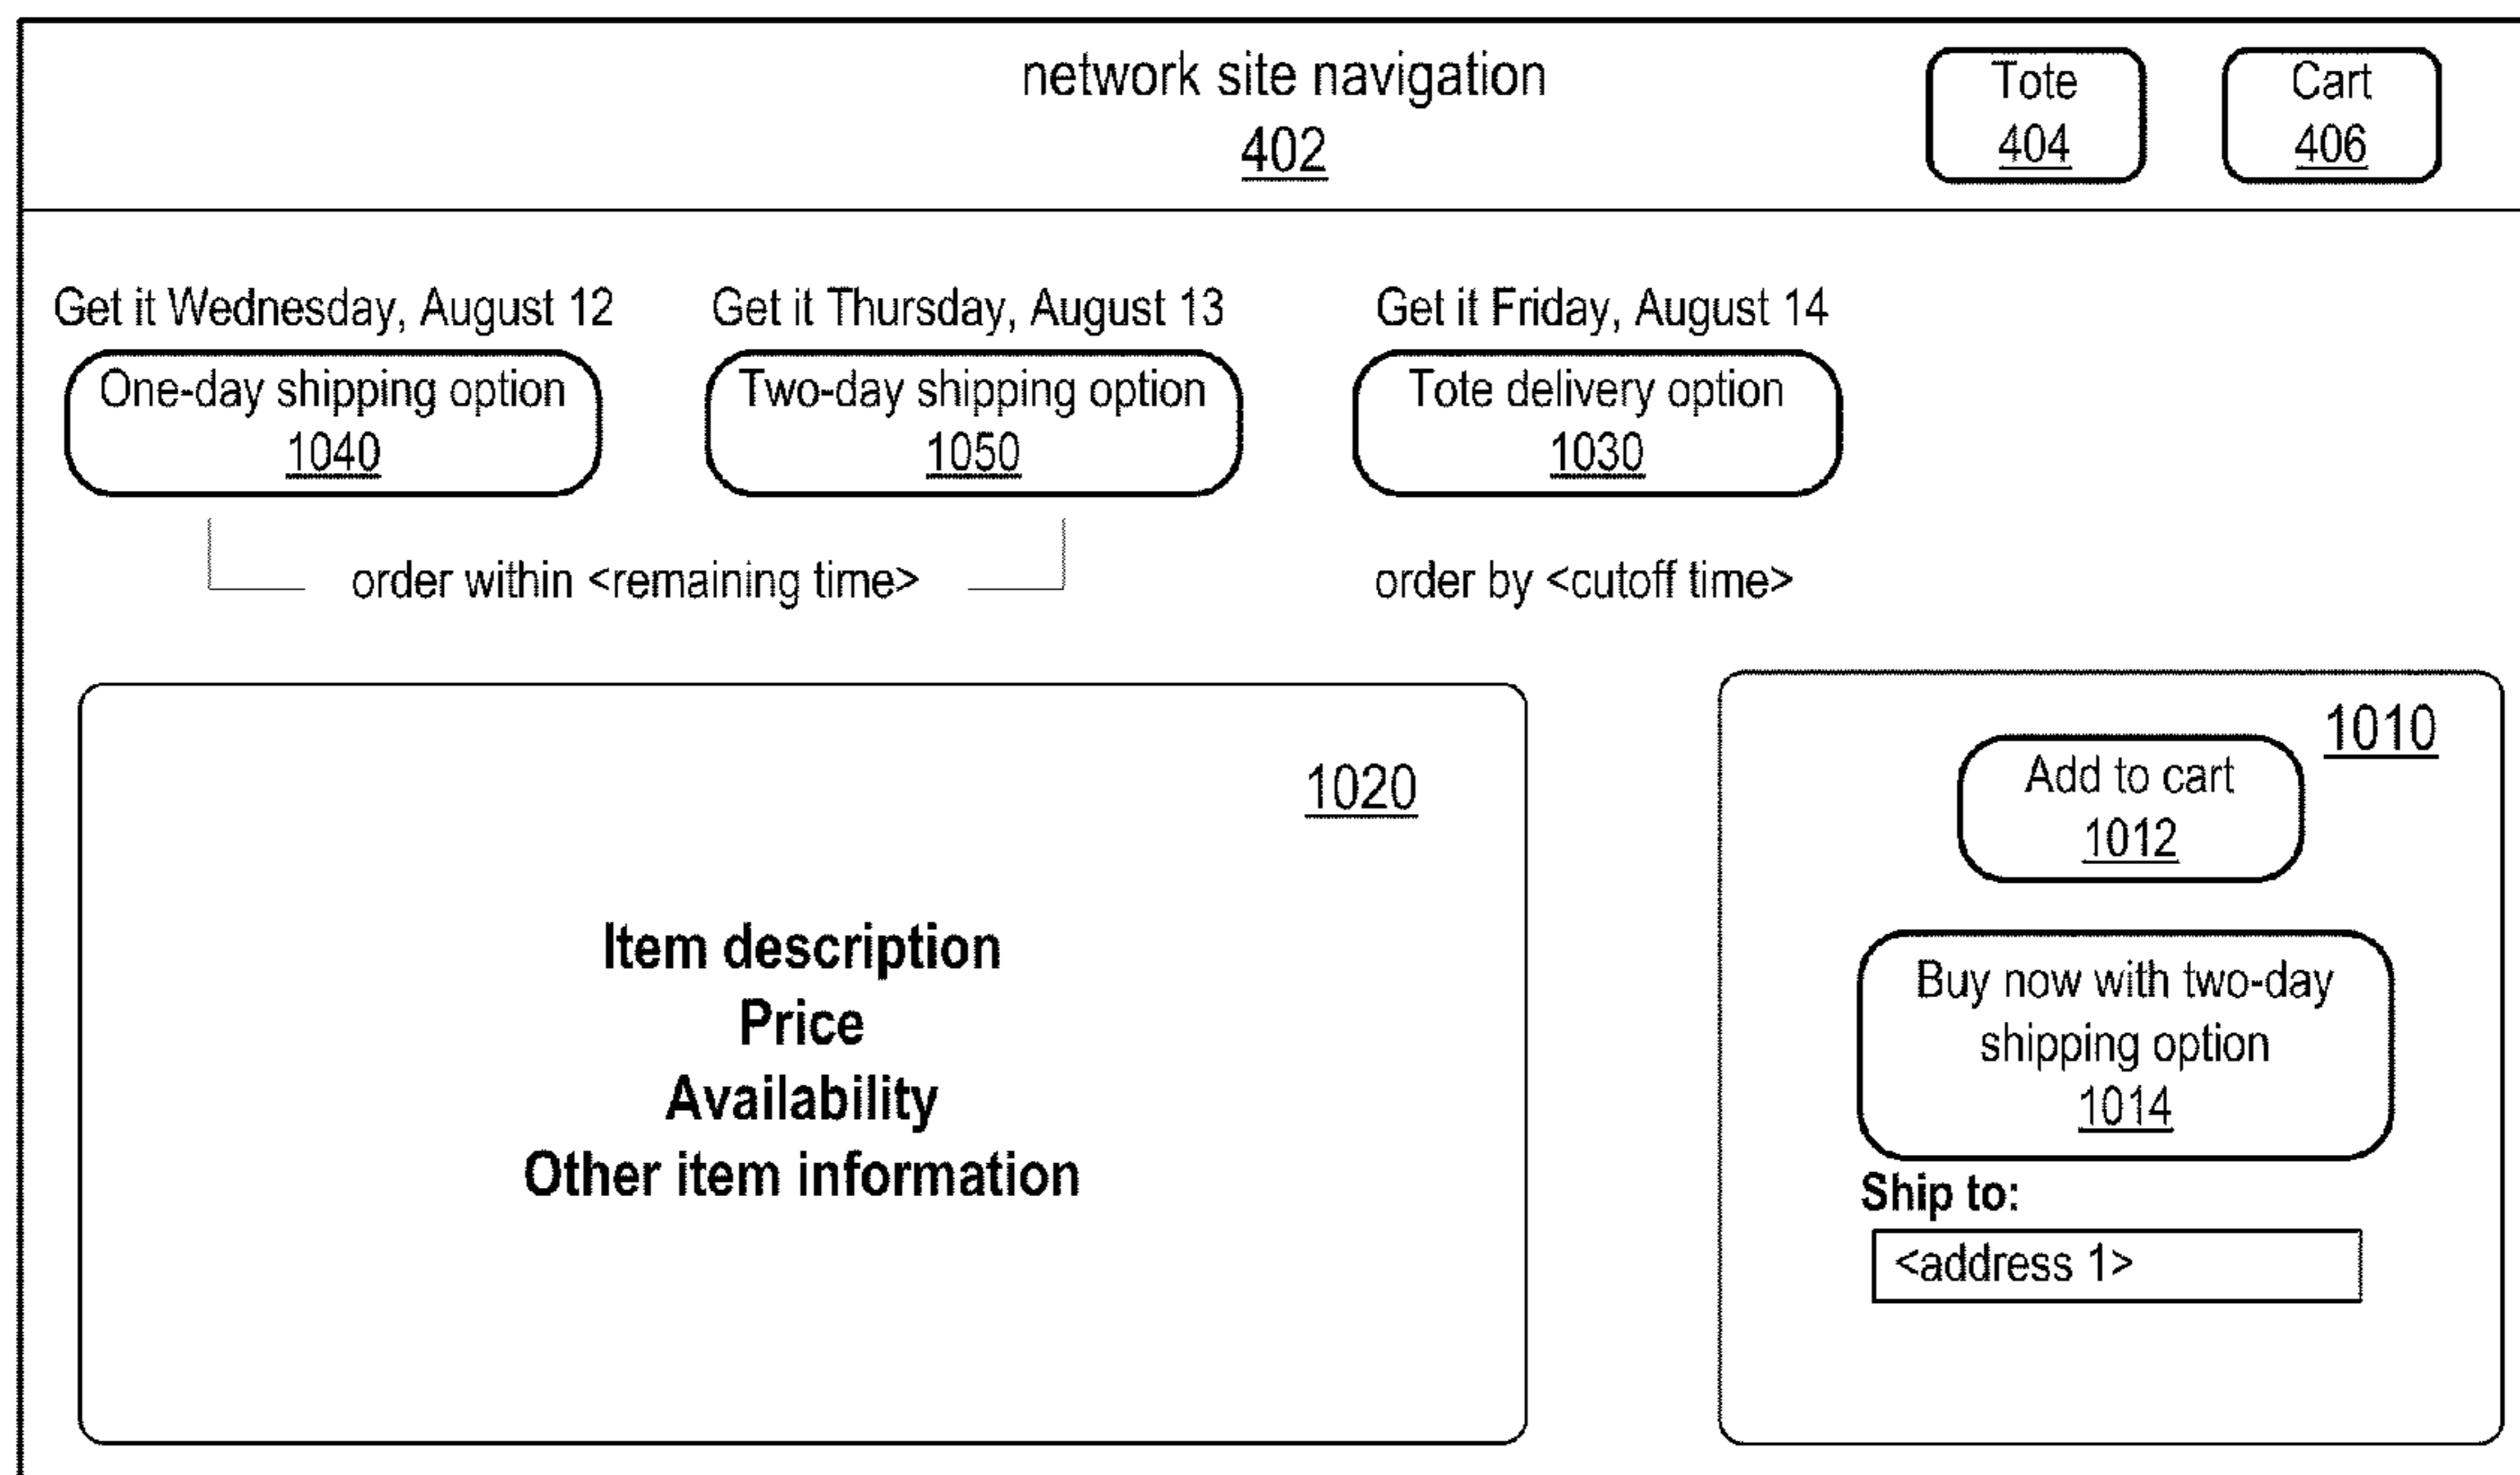 network site navigation
402
Tote
404
Cart
406
Get it Wednesday, August 12
One-day shipping option
1040
Get it Thursday, August 13
Two-day shipping option
1050
Get it Friday, August 14
Tote delivery option
1030
order within <remaining time>
order by <cutoff time>
1020
Item description
Price
Availability
Other item information
1010
Add to cart
1012
Buy now with two-day
shipping option
1014
Ship to:
<address 1>